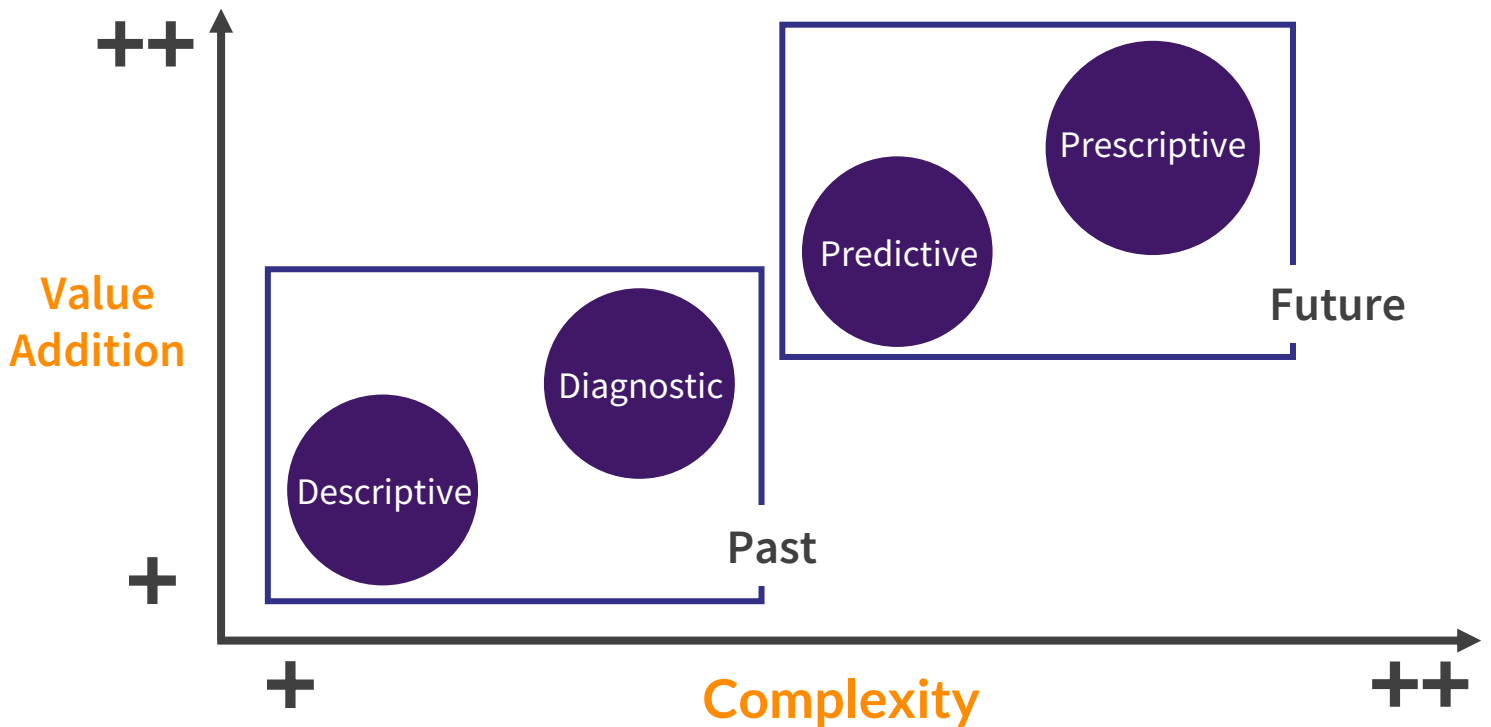 ++
Prescriptive
Predictive
Value
Addition
Future
Diagnostic
Descriptive
Past
+
+
Complexity
++